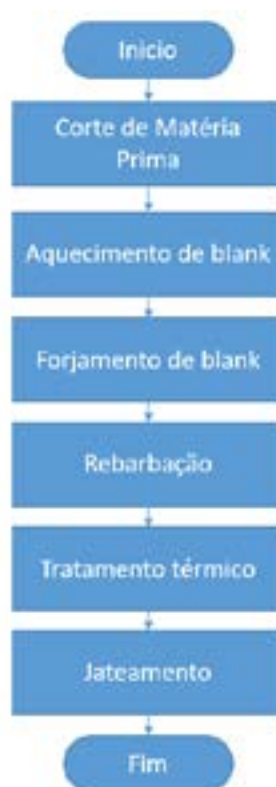 Inicio
Corte de Matéria
Prima
Aquecimento de blank
Forjamento de blank
Rebarbação
Tratamento térmico
Jateamento
Fim